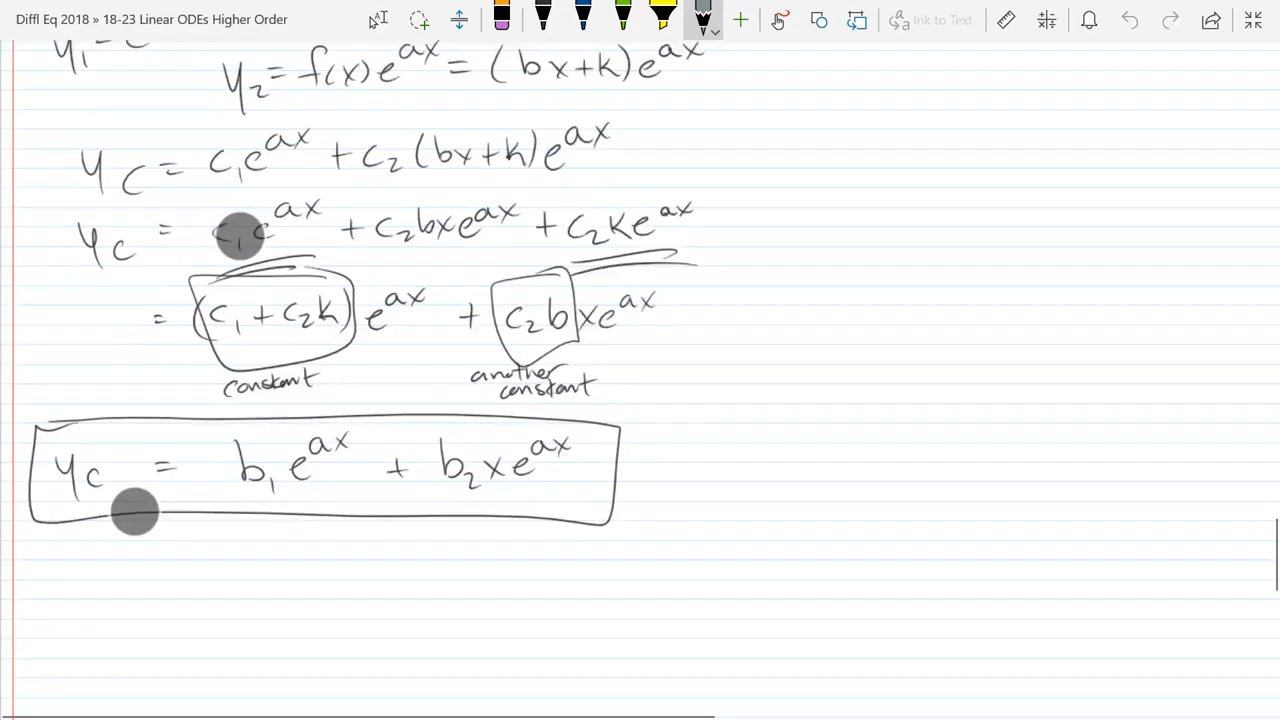 Diffl Eq 2018 » 18-23 Linear ODEs Higher Order
Ink to Text
y₁ = e
y₂ = f(x)e^{ax} = (bx+k)e^{ax}
y_c = c₁e^{ax} + c₂(bx+k)e^{ax}
y_c = c₁e^{ax} + c₂bxe^{ax} + c₂ke^{ax}
= (c₁ + c₂k)e^{ax} + c₂bxe^{ax}
constant another constant
y_c = b₁e^{ax} + b₂xe^{ax}